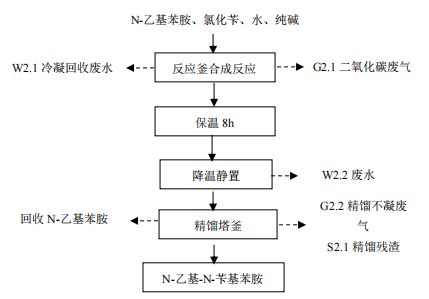 N-乙基苯胺、氯化苄、水、纯碱
W2.1 冷凝回收废水
反应釜合成反应
G2.1 二氧化碳废气
保温 8h
降温静置
W2.2 废水
回收 N-乙基苯胺
精馏塔釜
G2.2 精馏不凝废
气
S2.1 精馏残渣
N-乙基-N-苄基苯胺